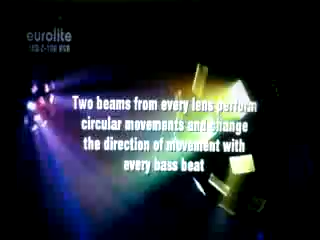 eurolite
Two beams from every lens perform
circular movements and change
the direction of movement with
every bass beat